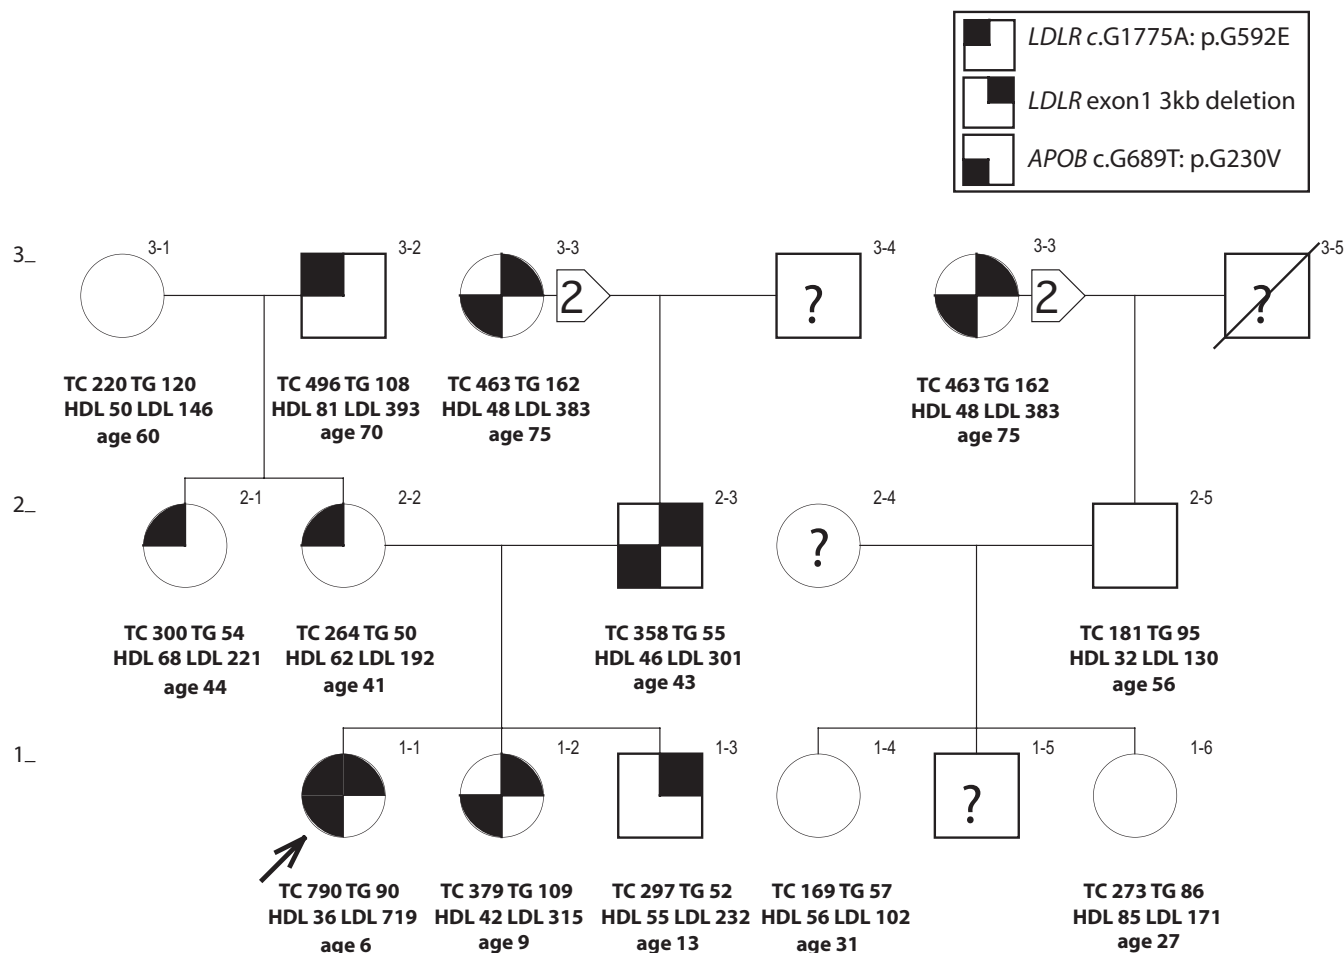 LDLR c.G1775A: p.G592E
LDLR exon1 3kb deletion
APOB c.G689T: p.G230V
3_
3-1
3-2
3-3
3-4
3-3
3-5
2
?
2
?
TC 220 TG 120
HDL 50 LDL 146
age 60
TC 496 TG 108
HDL 81 LDL 393
age 70
TC 463 TG 162
HDL 48 LDL 383
age 75
TC 463 TG 162
HDL 48 LDL 383
age 75
2_
2-1
2-2
2-3
2-4
2-5
?
TC 300 TG 54
HDL 68 LDL 221
age 44
TC 264 TG 50
HDL 62 LDL 192
age 41
TC 358 TG 55
HDL 46 LDL 301
age 43
TC 181 TG 95
HDL 32 LDL 130
age 56
1_
1-1
1-2
1-3
1-4
1-5
1-6
?
TC 790 TG 90
HDL 36 LDL 719
age 6
TC 379 TG 109
HDL 42 LDL 315
age 9
TC 297 TG 52
HDL 55 LDL 232
age 13
TC 169 TG 57
HDL 56 LDL 102
age 31
TC 273 TG 86
HDL 85 LDL 171
age 27